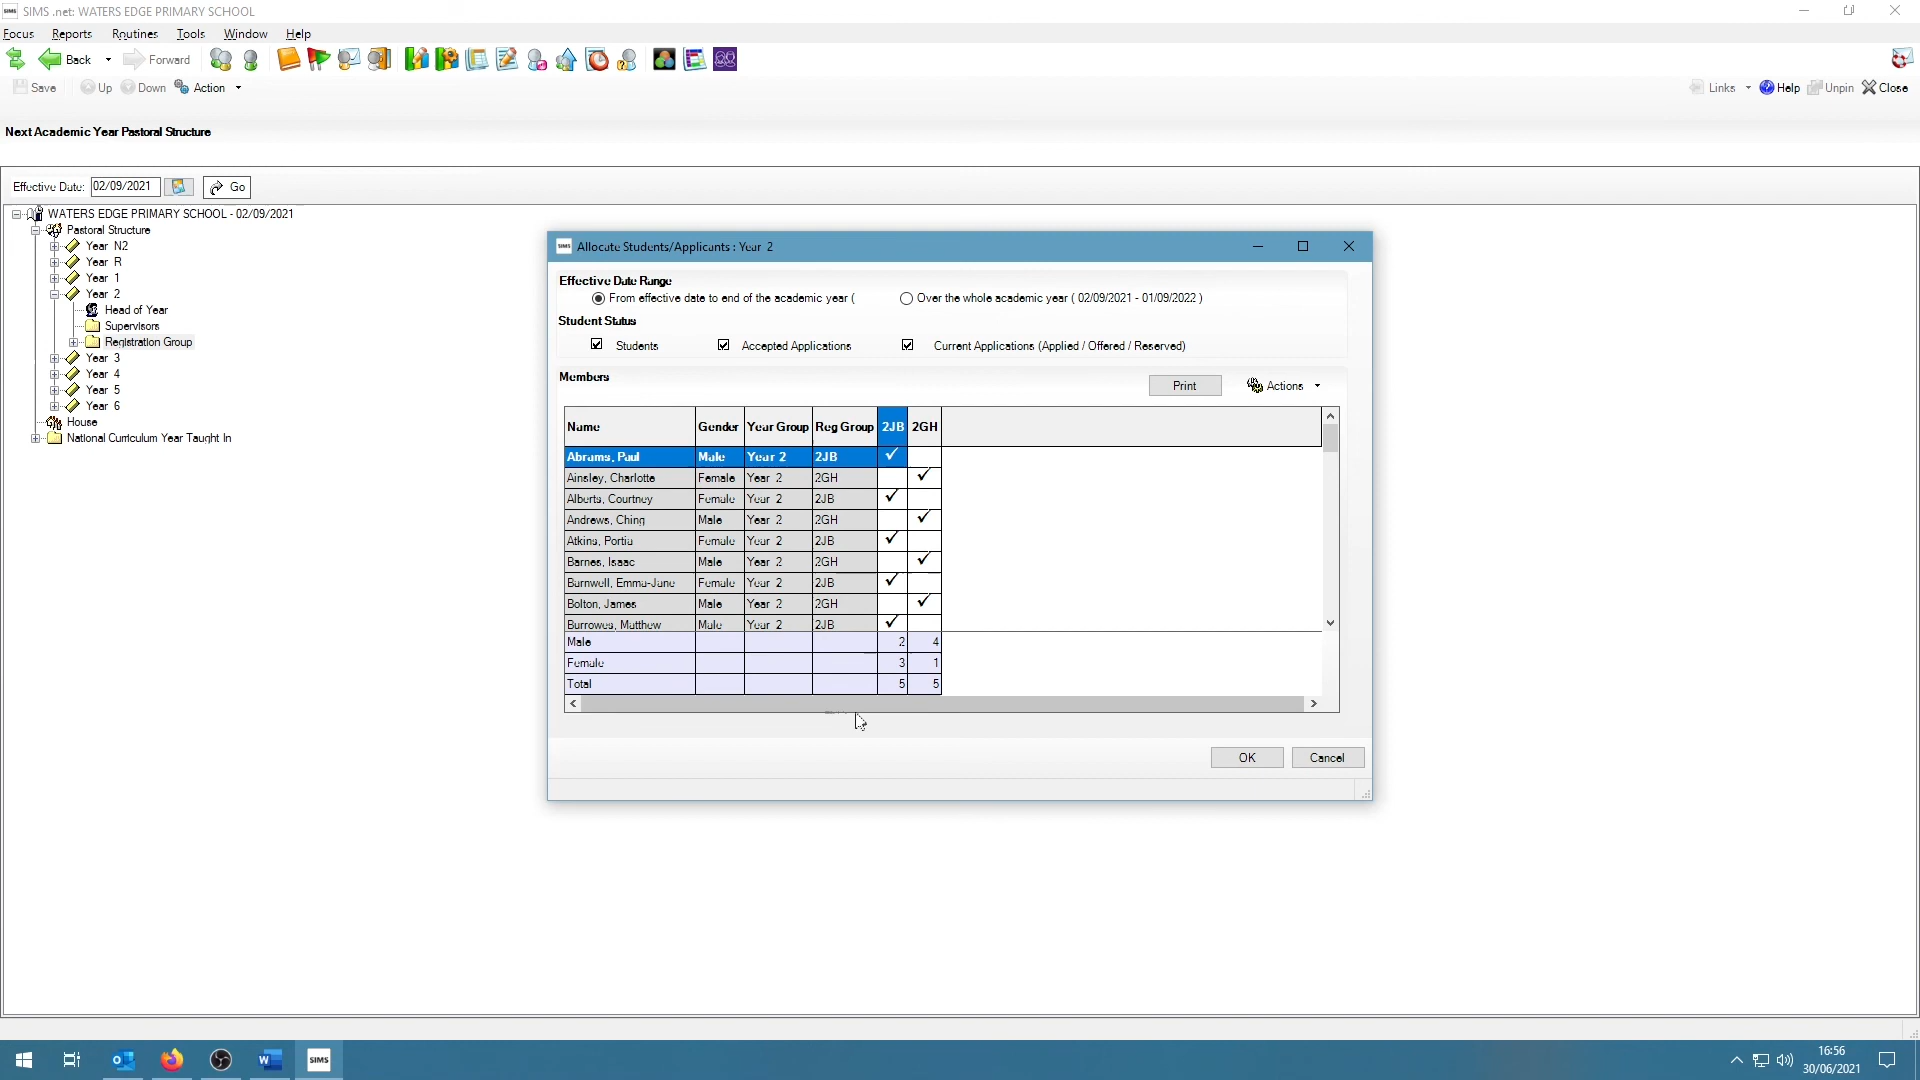 SIMS .net: WATERS EDGE PRIMARY SCHOOL
Focus Reports Routines Tools Window Help
Back Forward
Save Up Down Action Links Help Unpin Close
Next Academic Year Pastoral Structure
Effective Date: 02/09/2021 Go
WATERS EDGE PRIMARY SCHOOL - 02/09/2021
Pastoral Structure
Year N2
Year R
Year 1
Year 2
Head of Year
Supervisors
Registration Group
Year 3
Year 4
Year 5
Year 6
House
National Curriculum Year Taught In
SIMS Allocate Students/Applicants : Year 2
Effective Date Range
From effective date to end of the academic year ( Over the whole academic year ( 02/09/2021 - 01/09/2022 )
Student Status
Students Accepted Applications Current Applications (Applied / Offered / Reserved)
Members
Print Actions
Name Gender Year Group Reg Group 2JB 2GH
Abrams, Paul Male Year 2 2JB
Ainsley, Charlotte Female Year 2 2GH
Alberts, Courtney Female Year 2 2JB
Andrews, Ching Male Year 2 2GH
Atkins, Portia Female Year 2 2JB
Barnes, Isaac Male Year 2 2GH
Barnwell, Emma-Jane Female Year 2 2JB
Bolton, James Male Year 2 2GH
Burrowes, Matthew Male Year 2 2JB
Male 2 4
Female 3 1
Total 5 5
OK Cancel
SIMS
16:56
30/06/2021